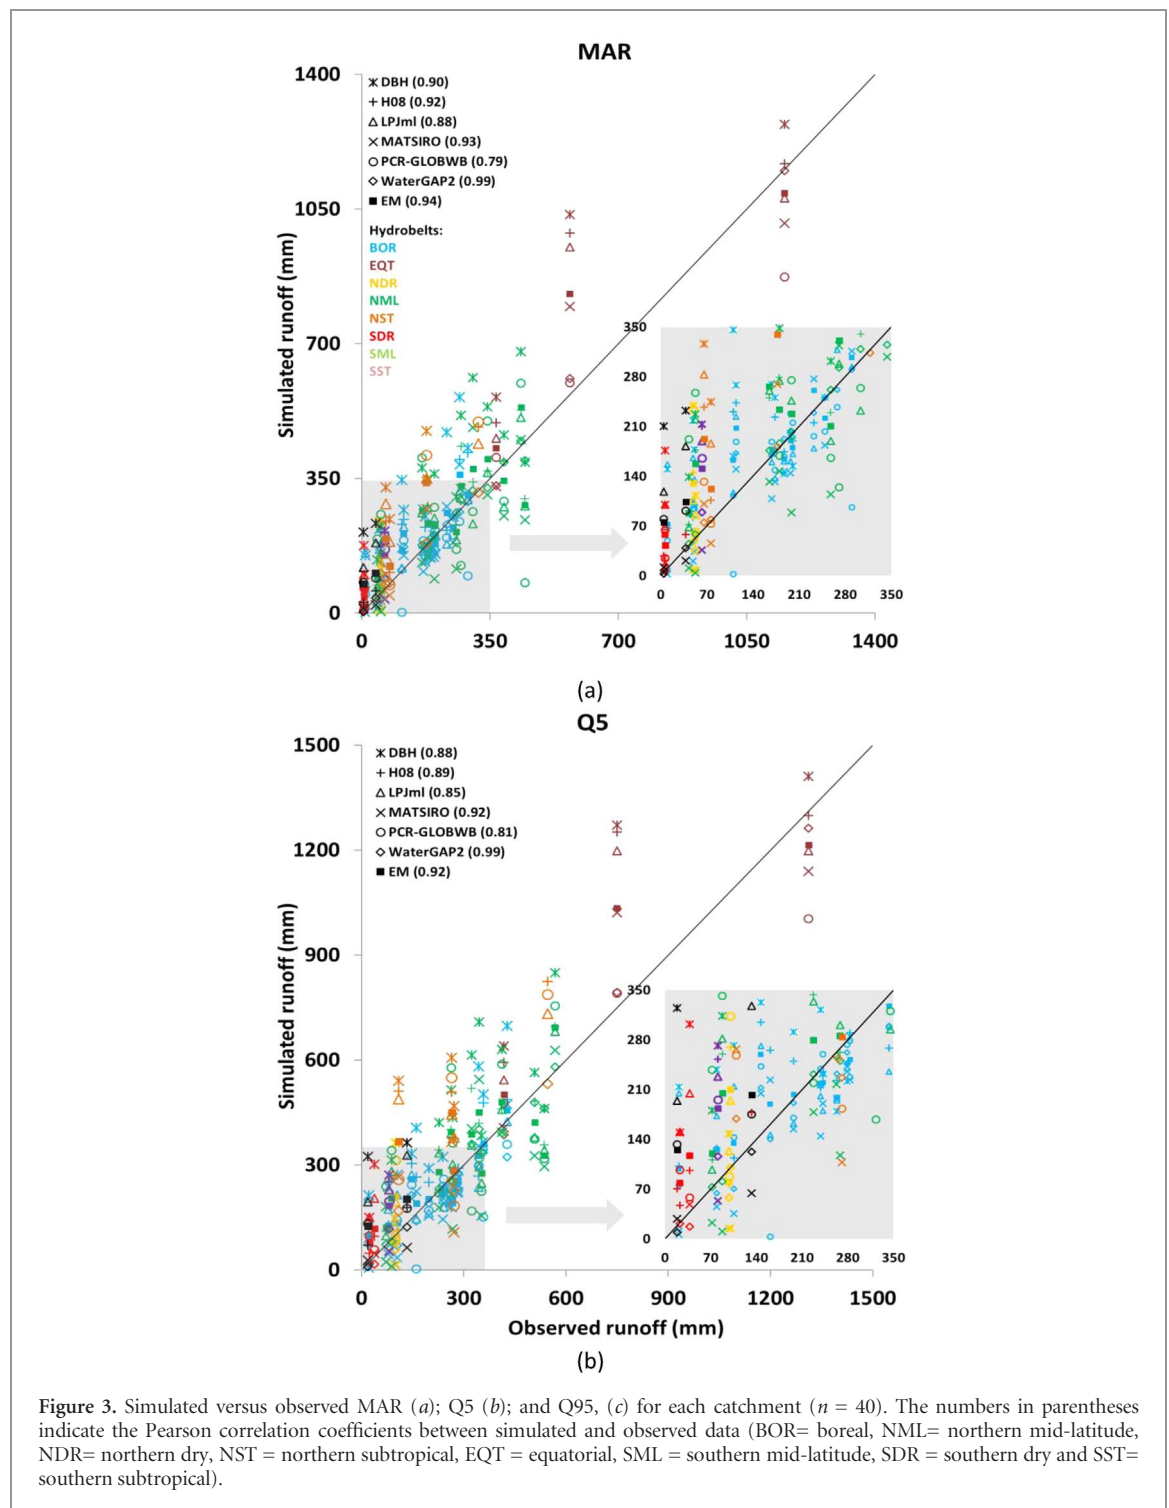 MAR
1400
1050
700
350
0
Simulated runoff (mm)
DBH (0.90)
H08 (0.92)
LPJml (0.88)
MATSIRO (0.93)
PCR-GLOBWB (0.79)
WaterGAP2 (0.99)
EM (0.94)
Hydrobelts:
BOR
EQT
NDR
NML
NST
SDR
SML
SST
350
280
210
140
70
0
0 70 140 210 280 350
0 350 700 1050 1400
(a)
Q5
1500
1200
900
600
300
0
Simulated runoff (mm)
DBH (0.88)
H08 (0.89)
LPJml (0.85)
MATSIRO (0.92)
PCR-GLOBWB (0.81)
WaterGAP2 (0.99)
EM (0.92)
350
280
210
140
70
0
0 70 140 210 280 350
0 300 600 900 1200 1500
Observed runoff (mm)
(b)
Figure 3. Simulated versus observed MAR (a); Q5 (b); and Q95, (c) for each catchment (n = 40). The numbers in parentheses
indicate the Pearson correlation coefficients between simulated and observed data (BOR= boreal, NML= northern mid-latitude,
NDR= northern dry, NST = northern subtropical, EQT = equatorial, SML = southern mid-latitude, SDR = southern dry and SST=
southern subtropical).